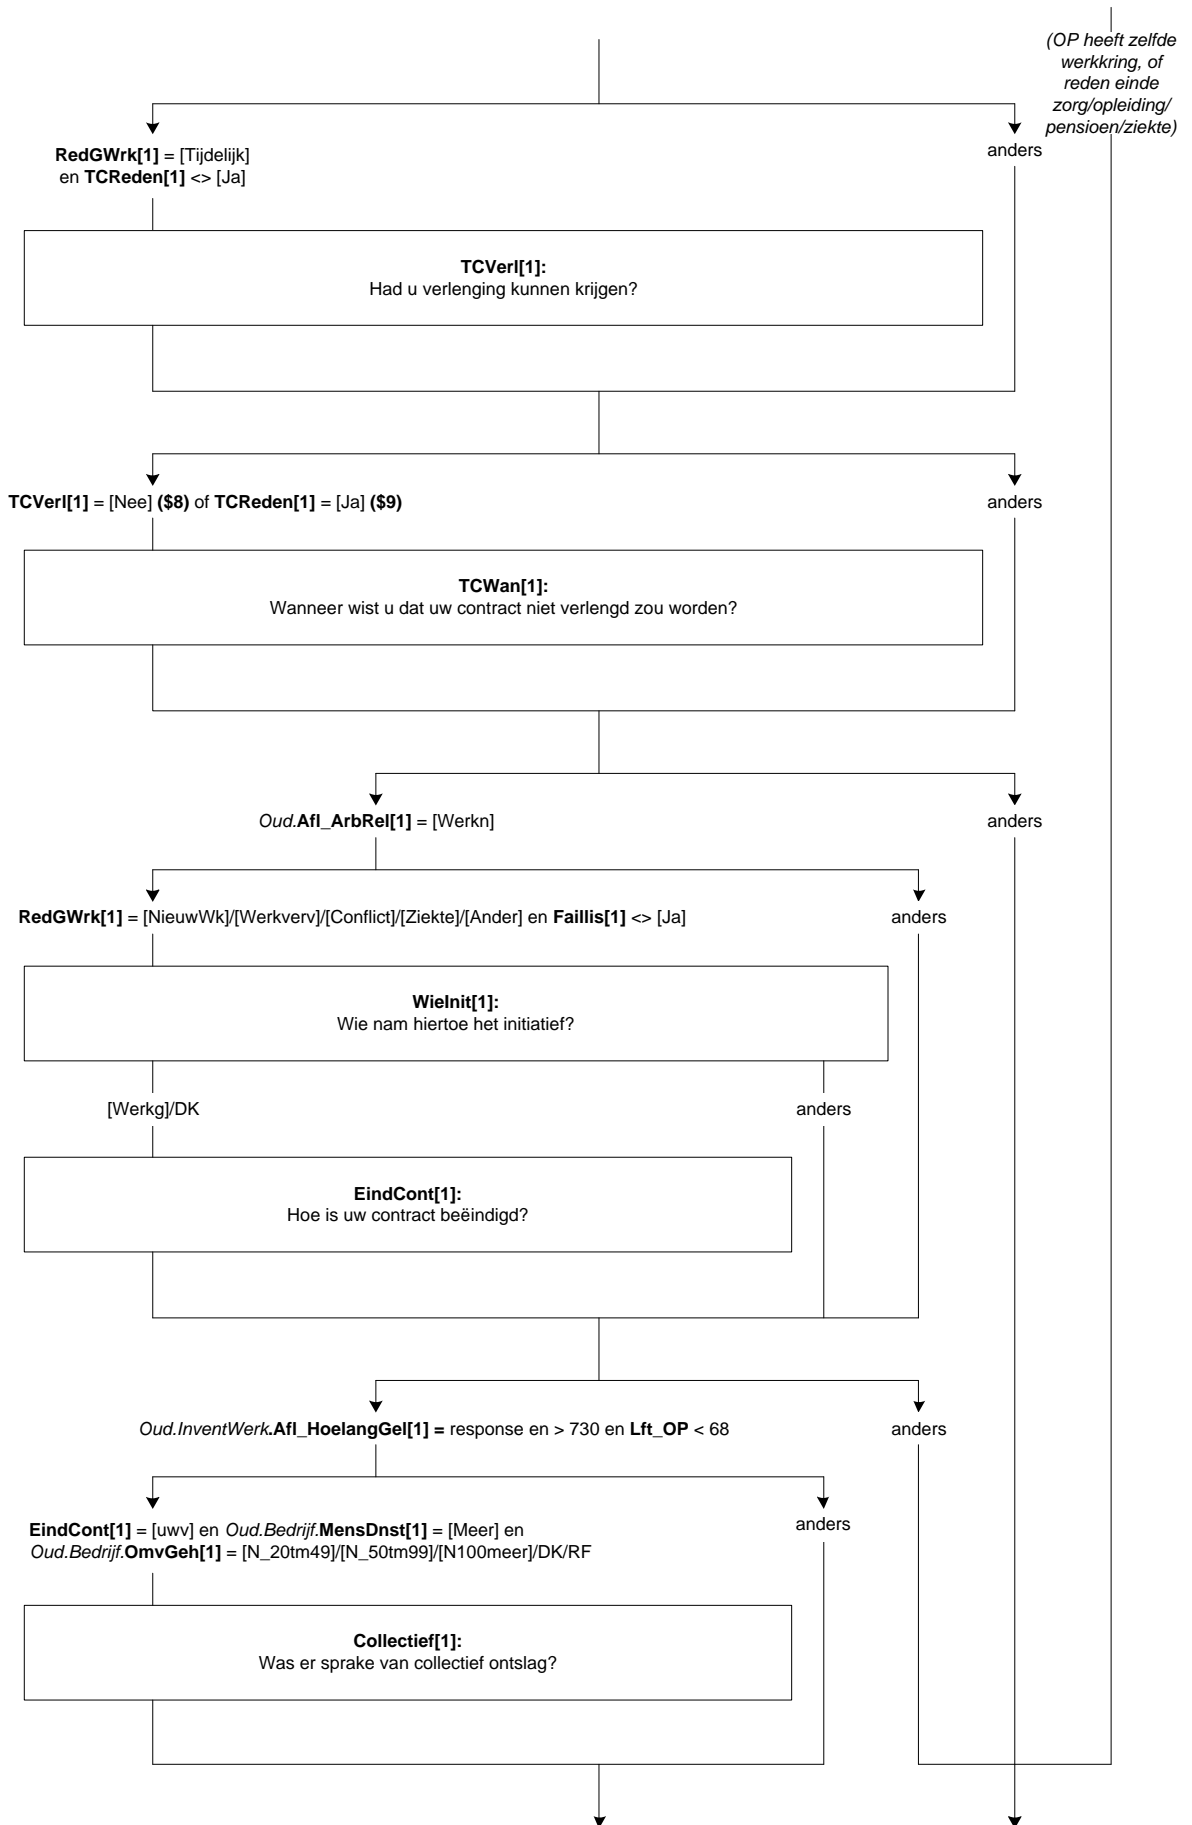 (OP heeft zelfde
werkkring, of
reden einde
zorg/opleiding/
pensioen/ziekte)
RedGWrk[1] = [Tijdelijk]
en TCReden[1] <> [Ja]
anders
TCVerl[1]:
Had u verlenging kunnen krijgen?
TCVerl[1] = [Nee] ($8) of TCReden[1] = [Ja] ($9)
anders
TCWan[1]:
Wanneer wist u dat uw contract niet verlengd zou worden?
Oud.Afl_ArbRel[1] = [Werkn]
anders
RedGWrk[1] = [NieuwWk]/[Werkverv]/[Conflict]/[Ziekte]/[Ander] en Faillis[1] <> [Ja]
anders
WieInit[1]:
Wie nam hiertoe het initiatief?
[Werkg]/DK
anders
EindCont[1]:
Hoe is uw contract beëindigd?
Oud.InventWerk.Afl_HoelangGel[1] = response en > 730 en Lft_OP < 68
anders
EindCont[1] = [uwv] en Oud.Bedrijf.MensDnst[1] = [Meer] en
Oud.Bedrijf.OmvGeh[1] = [N_20tm49]/[N_50tm99]/[N100meer]/DK/RF
anders
Collectief[1]:
Was er sprake van collectief ontslag?